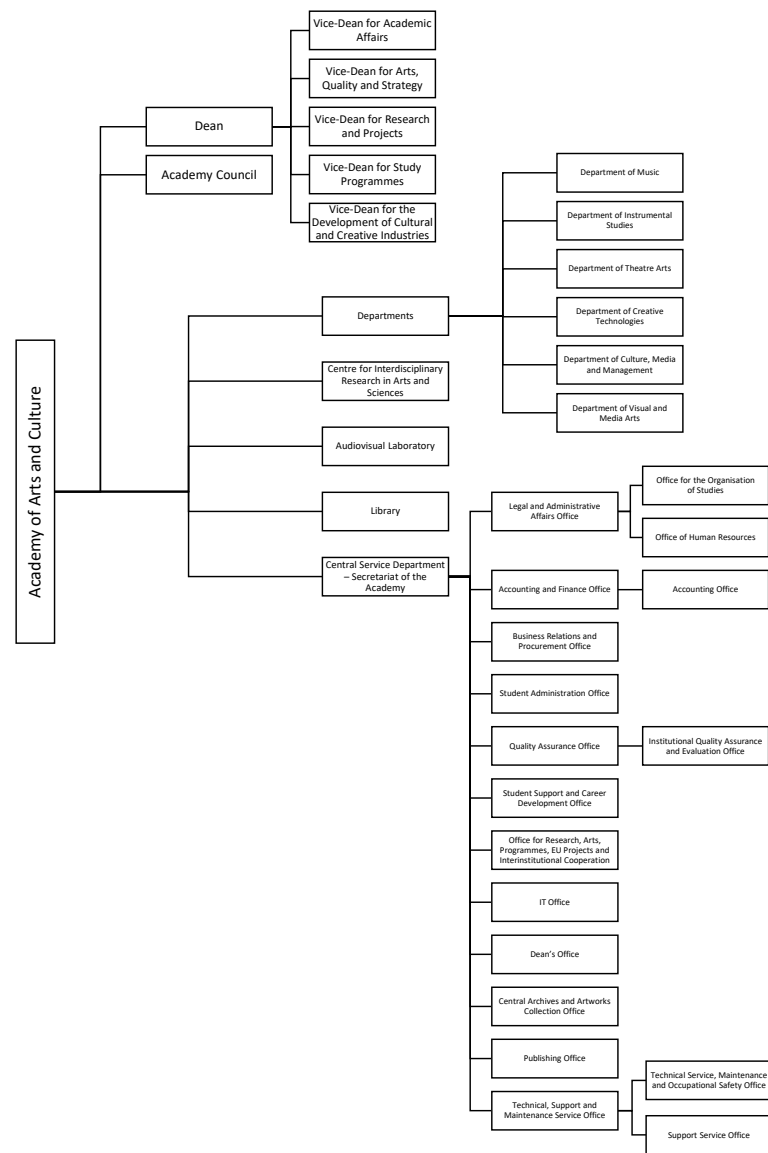 Academy of Arts and Culture
Dean
Academy Council
Vice-Dean for Academic
Affairs
Vice-Dean for Arts,
Quality and Strategy
Vice-Dean for Research
and Projects
Vice-Dean for Study
Programmes
Vice-Dean for the
Development of Cultural
and Creative Industries
Departments
Department of Music
Department of Instrumental
Studies
Department of Theatre Arts
Department of Creative
Technologies
Department of Culture, Media
and Management
Department of Visual and
Media Arts
Centre for Interdisciplinary
Research in Arts and
Sciences
Audiovisual Laboratory
Library
Central Service Department
– Secretariat of the
Academy
Legal and Administrative
Affairs Office
Office for the Organisation
of Studies
Office of Human Resources
Accounting and Finance Office
Accounting Office
Business Relations and
Procurement Office
Student Administration Office
Quality Assurance Office
Institutional Quality Assurance
and Evaluation Office
Student Support and Career
Development Office
Office for Research, Arts,
Programmes, EU Projects and
Interinstitutional Cooperation
IT Office
Dean’s Office
Central Archives and Artworks
Collection Office
Publishing Office
Technical, Support and
Maintenance Service Office
Technical Service, Maintenance
and Occupational Safety Office
Support Service Office